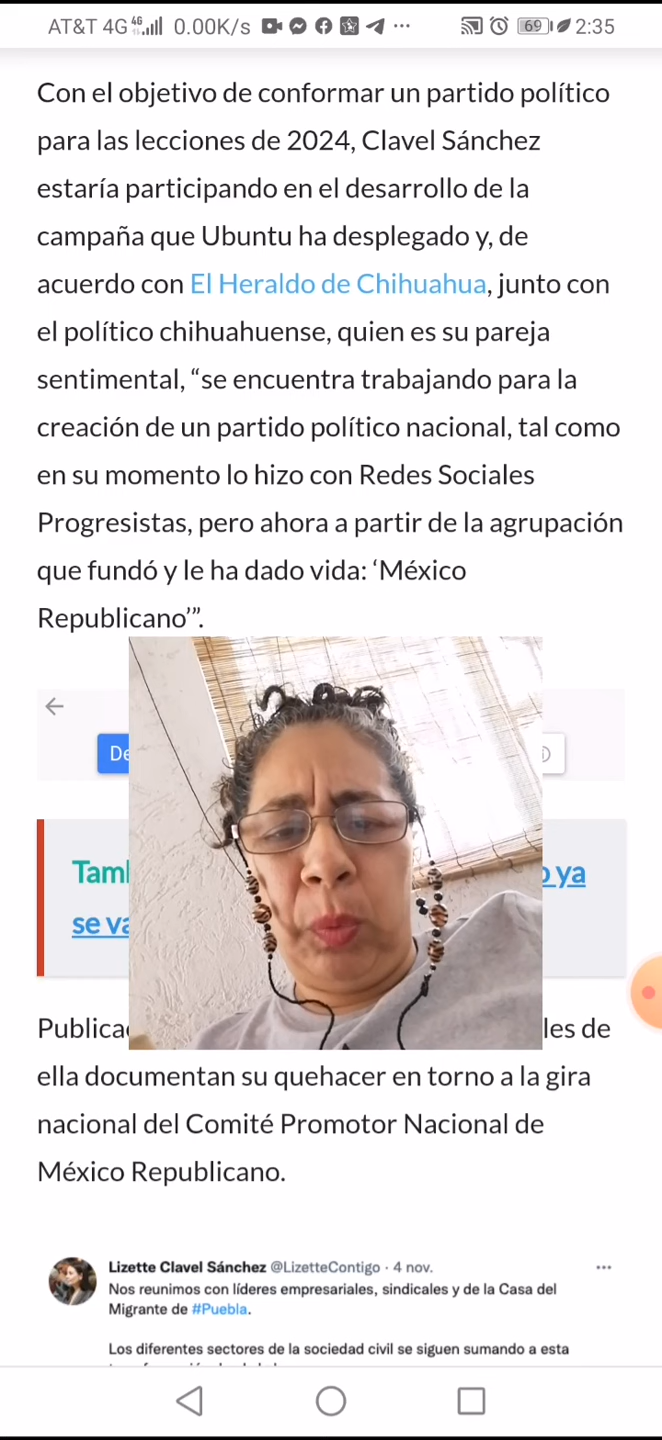 AT&T 4G 4G 0.00K/s ... 69 2:35
Con el objetivo de conformar un partido político
para las lecciones de 2024, Clavel Sánchez
estaría participando en el desarrollo de la
campaña que Ubuntu ha desplegado y, de
acuerdo con El Heraldo de Chihuahua, junto con
el político chihuahuense, quien es su pareja
sentimental, “se encuentra trabajando para la
creación de un partido político nacional, tal como
en su momento lo hizo con Redes Sociales
Progresistas, pero ahora a partir de la agrupación
que fundó y le ha dado vida: ‘México
Republicano’”.
ya
se
les de
ella documentan su quehacer en torno a la gira
nacional del Comité Promotor Nacional de
México Republicano.
Lizette Clavel Sánchez @LizetteContigo · 4 nov. ...
Nos reunimos con líderes empresariales, sindicales y de la Casa del
Migrante de #Puebla.
Los diferentes sectores de la sociedad civil se siguen sumando a esta